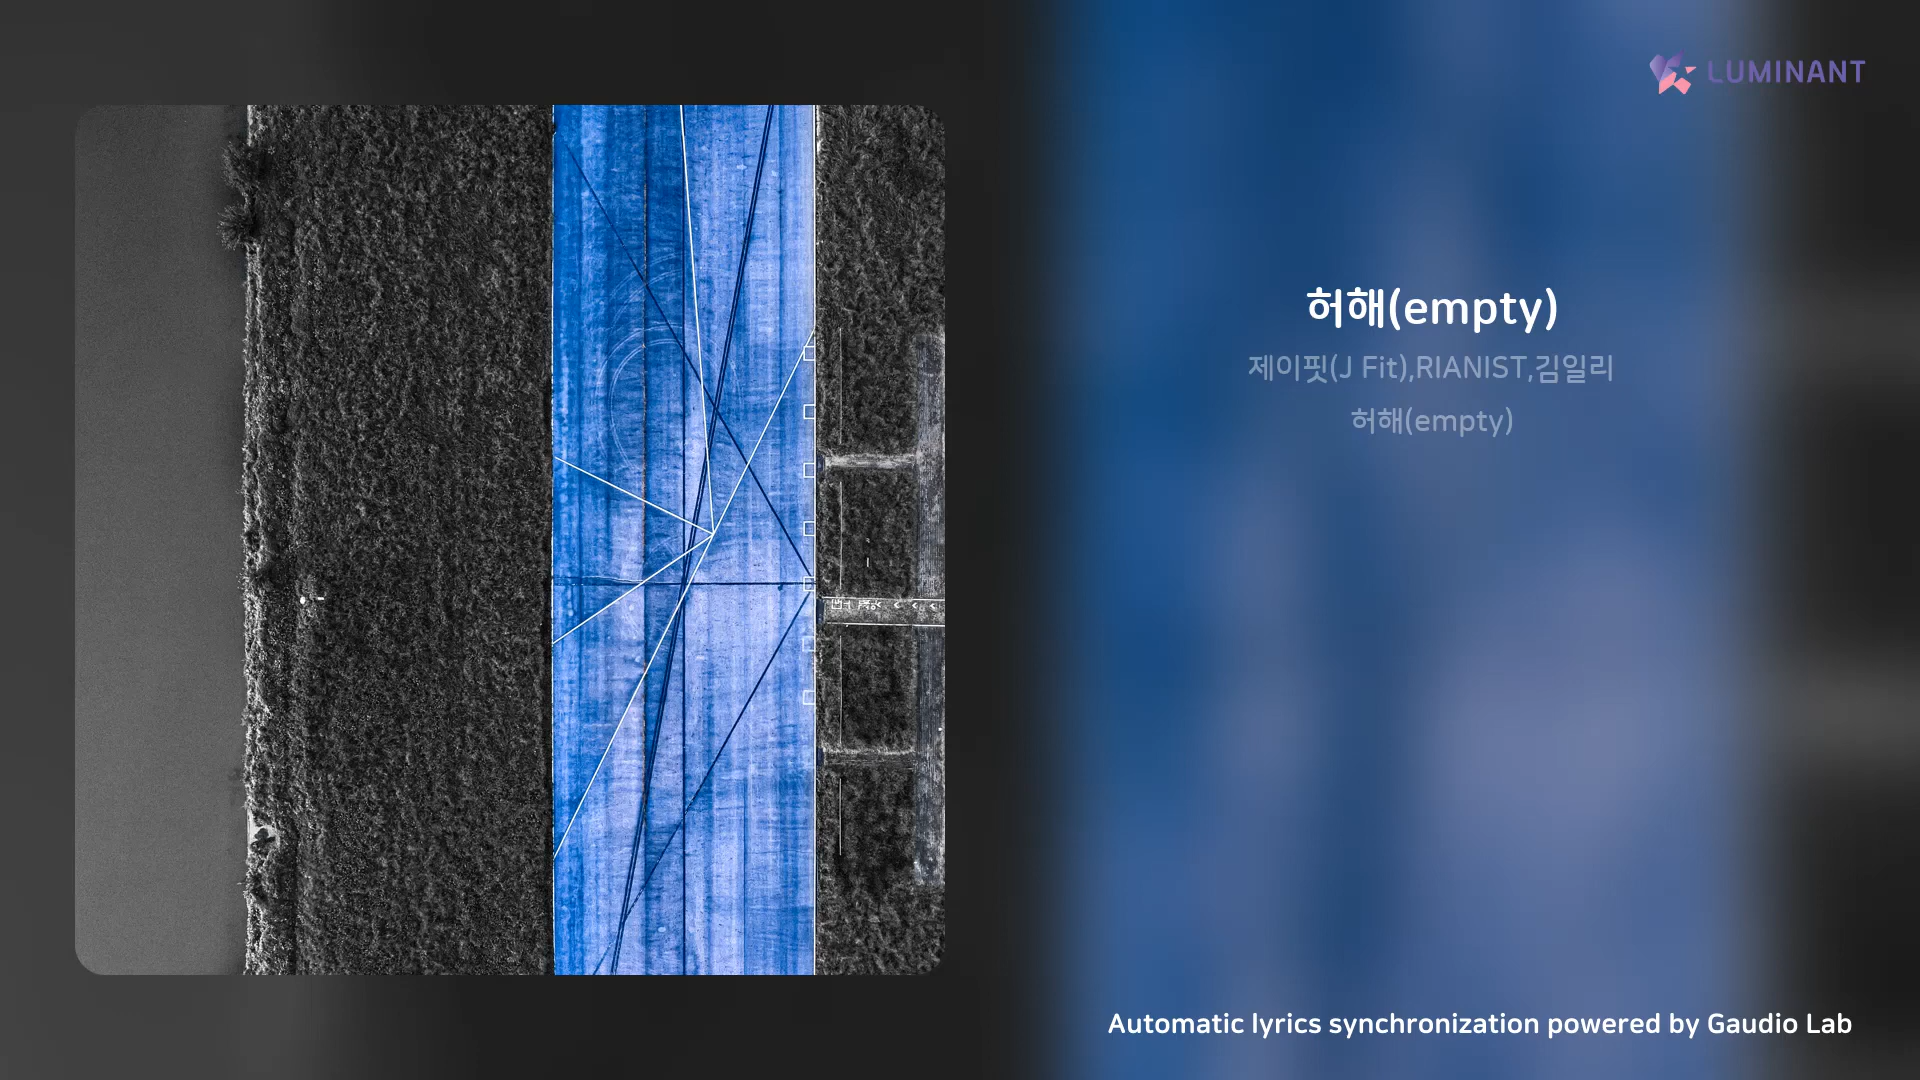 LUMINANT
허해(empty)
제이핏(J Fit),RIANIST,김일리
허해(empty)
Automatic lyrics synchronization powered by Gaudio Lab